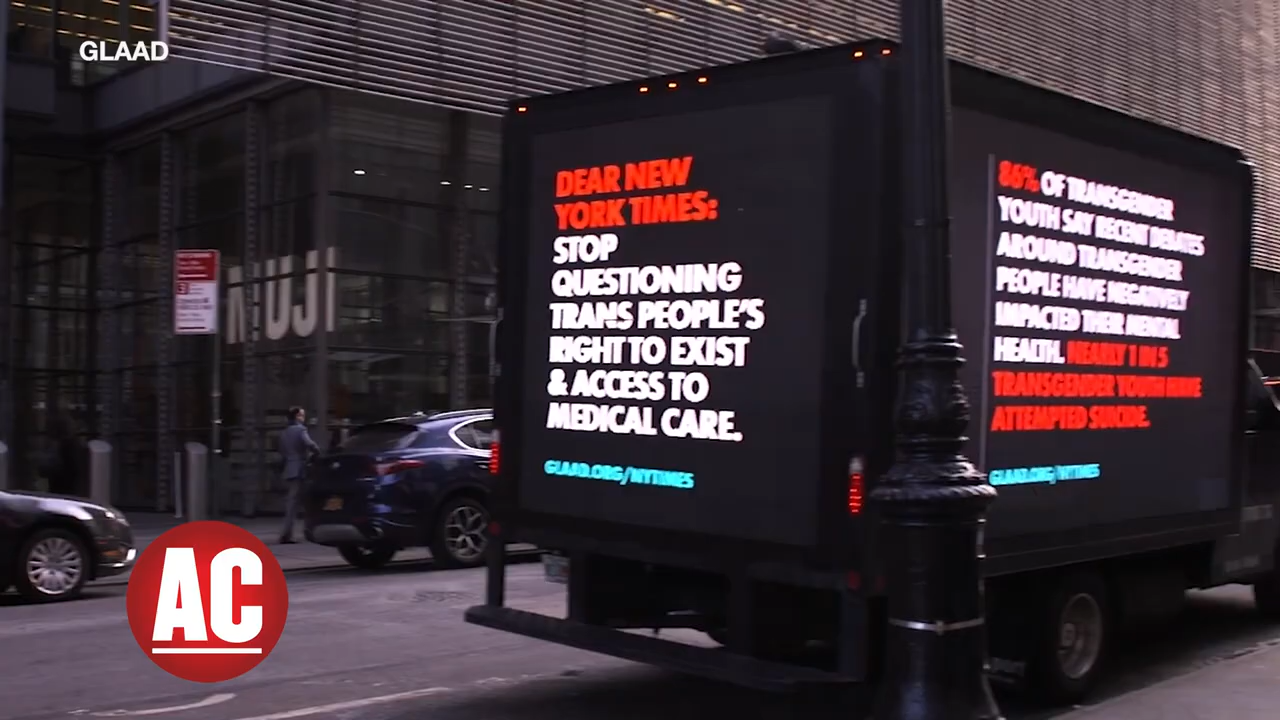 GLAAD
DEAR NEW
YORK TIMES:
STOP
QUESTIONING
TRANS PEOPLE'S
RIGHT TO EXIST
& ACCESS TO
MEDICAL CARE.
GLAAD.ORG/NYTIMES
86% OF TRANSGENDER
YOUTH SAY RECENT DEBATES
AROUND TRANSGENDER
PEOPLE HAVE NEGATIVELY
IMPACTED THEIR MENTAL
HEALTH. NEARLY 1 IN 5
TRANSGENDER YOUTH HAVE
ATTEMPTED SUICIDE.
GLAAD.ORG/NYTIMES
MUJI
AC